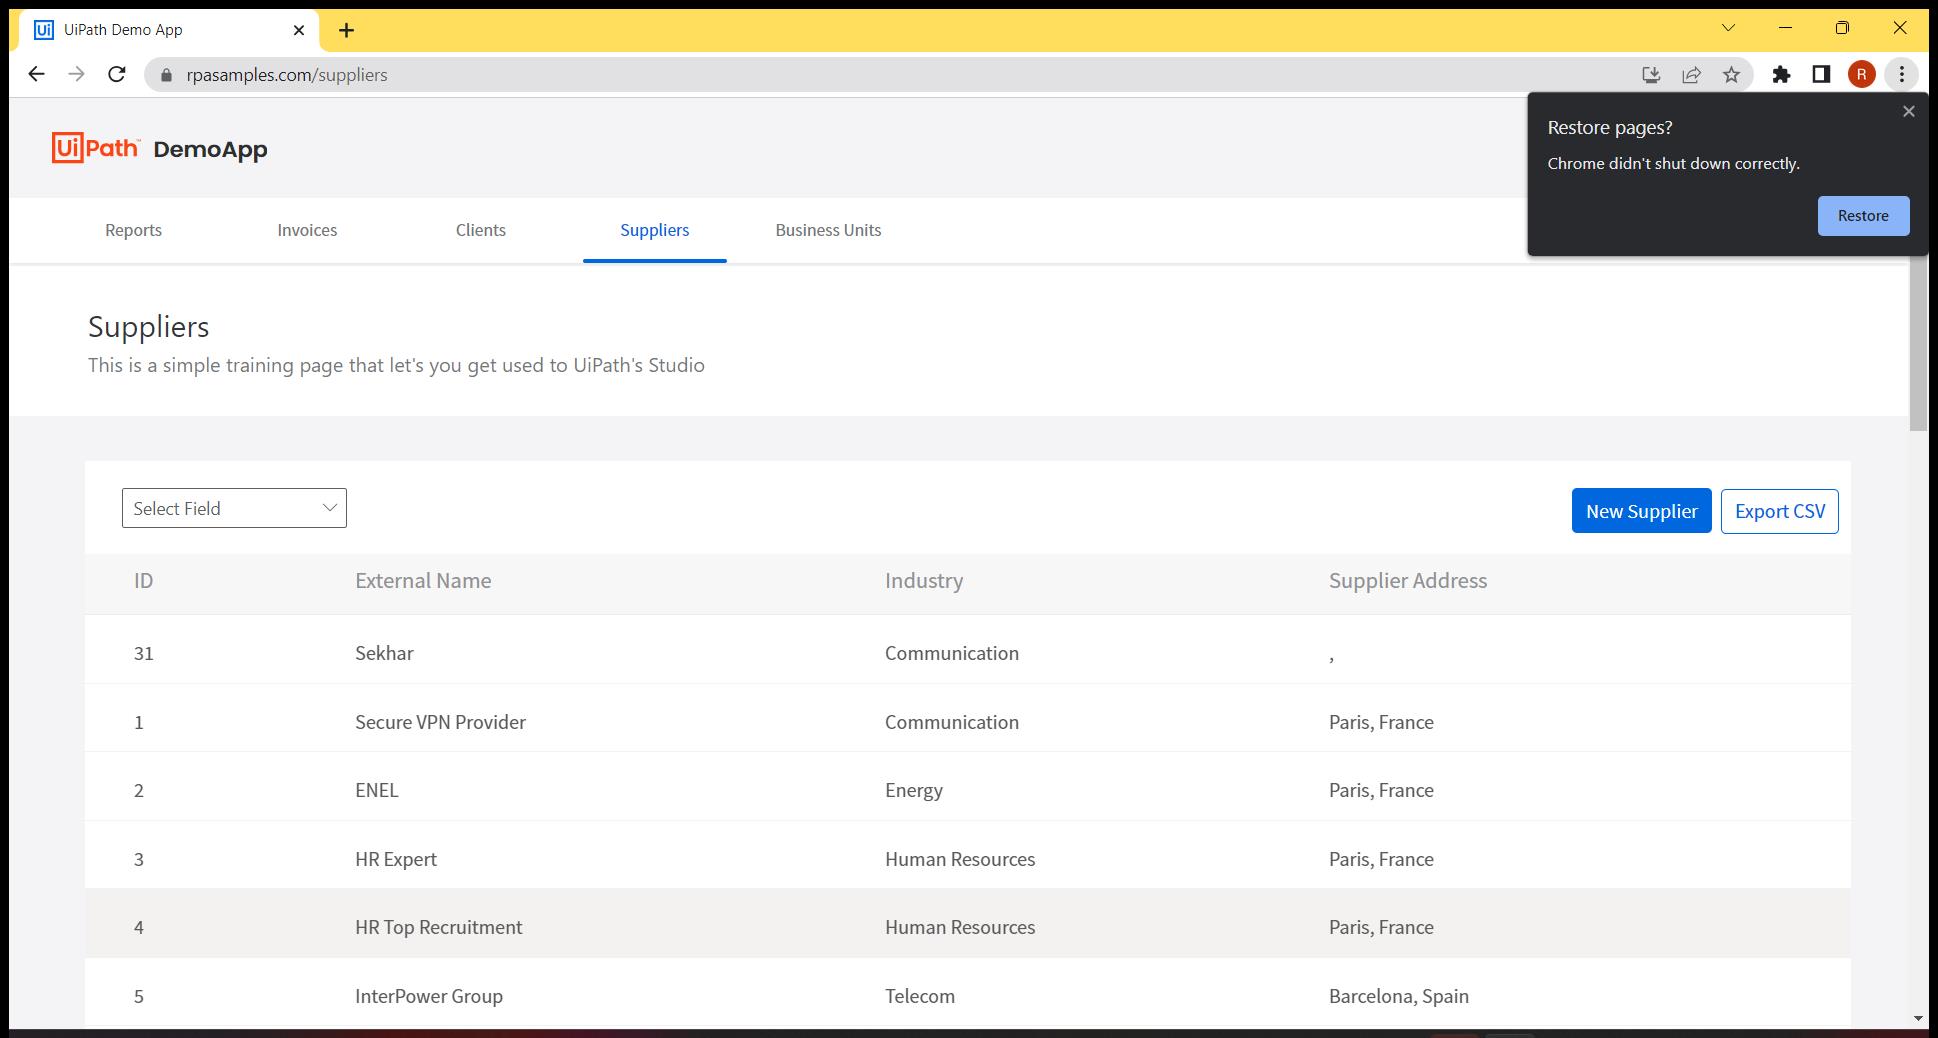 UiPath Demo App
rpasamples.com/suppliers
R
Restore pages?
Chrome didn't shut down correctly.
Restore
UiPath™ DemoApp
Reports Invoices Clients Suppliers Business Units
Suppliers
This is a simple training page that let's you get used to UiPath's Studio
Select Field
New Supplier Export CSV
ID External Name Industry Supplier Address
31 Sekhar Communication ,
1 Secure VPN Provider Communication Paris, France
2 ENEL Energy Paris, France
3 HR Expert Human Resources Paris, France
4 HR Top Recruitment Human Resources Paris, France
5 InterPower Group Telecom Barcelona, Spain